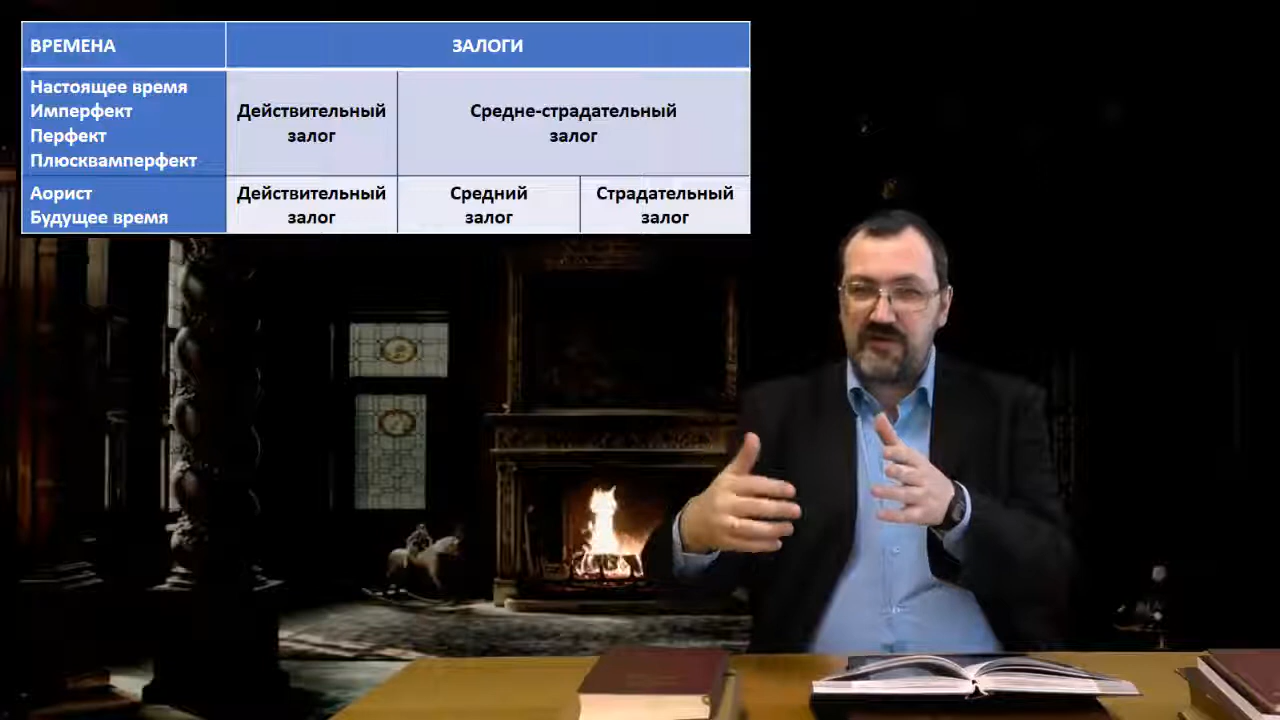 ВРЕМЕНА
ЗАЛОГИ
Настоящее время
Имперфект
Перфект
Плюсквамперфект
Действительный
залог
Средне-страдательный
залог
Аорист
Будущее время
Действительный
залог
Средний
залог
Страдательный
залог